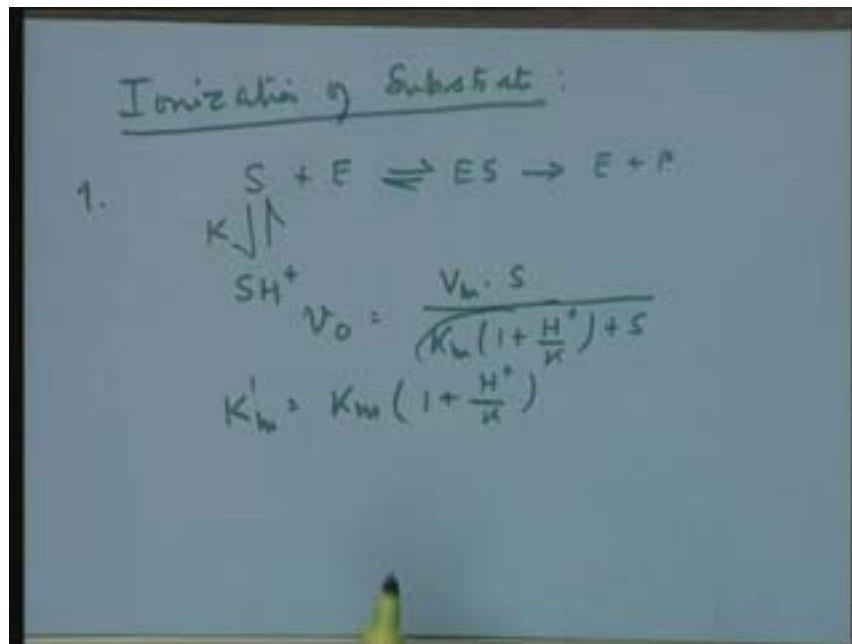 Ionization of Substrate :
1. S + E ⇌ ES → E + P
K ⇃↾
SH⁺
v₀ = Vₘ · S / (Kₘ (1 + H⁺/K) + S
K'ₘ = Kₘ (1 + H⁺/K)